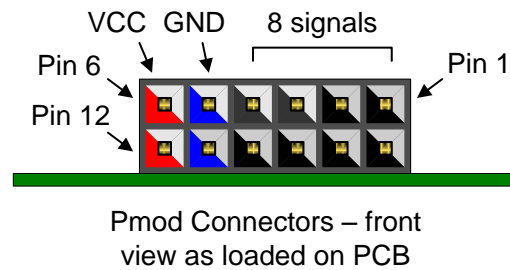 VCC GND
8 signals
Pin 6
Pin 1
Pin 12
Pmod Connectors – front
view as loaded on PCB